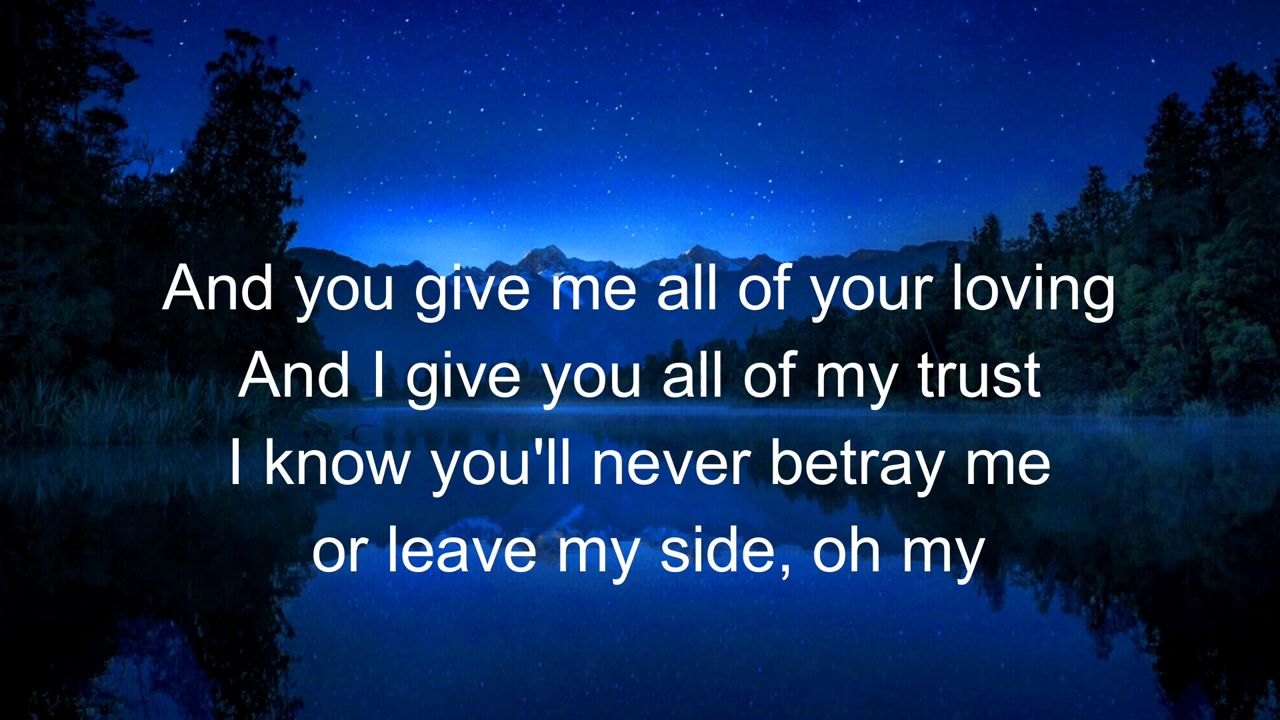 And you give me all of your loving
And I give you all of my trust
I know you'll never betray me
or leave my side, oh my